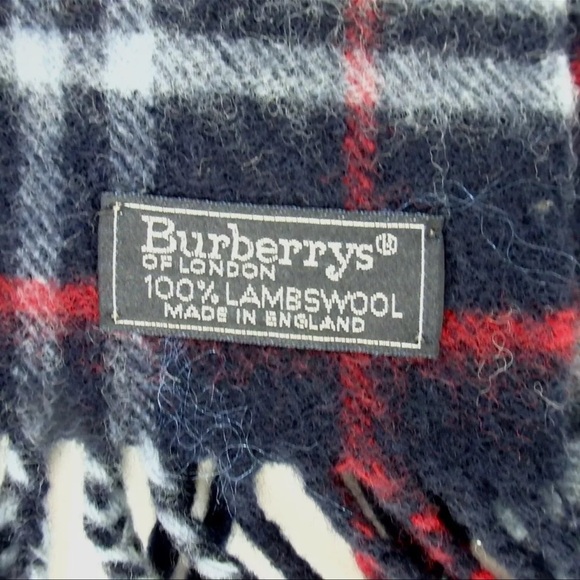 Burberrys®
OF LONDON
100% LAMBSWOOL
MADE IN ENGLAND